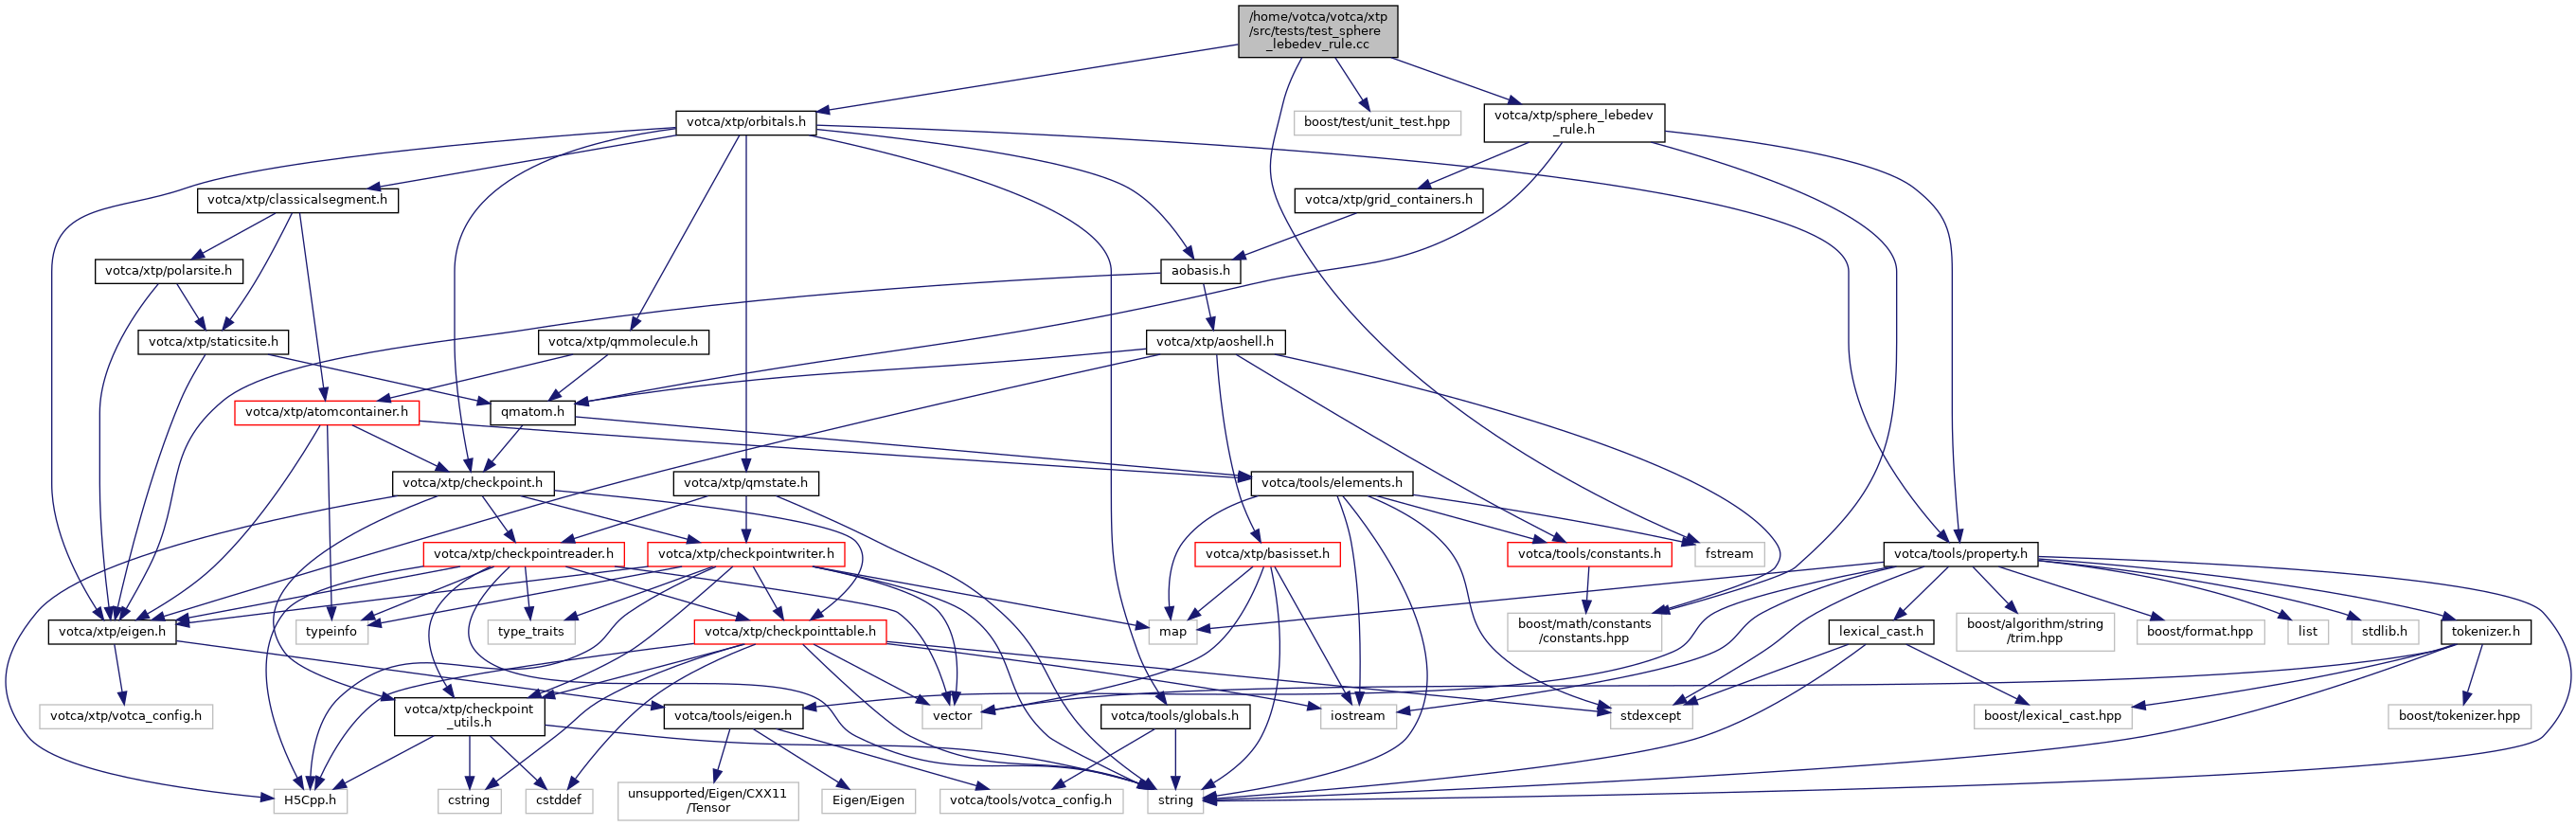 /home/votca/votca/xtp
/src/tests/test_sphere
_lebedev_rule.cc
votca/xtp/orbitals.h
boost/test/unit_test.hpp
votca/xtp/sphere_lebedev
_rule.h
votca/xtp/classicalsegment.h
votca/xtp/grid_containers.h
votca/xtp/polarsite.h
aobasis.h
votca/xtp/staticsite.h
votca/xtp/qmmolecule.h
votca/xtp/aoshell.h
votca/xtp/atomcontainer.h
qmatom.h
votca/xtp/checkpoint.h
votca/xtp/qmstate.h
votca/tools/elements.h
votca/xtp/checkpointreader.h
votca/xtp/checkpointwriter.h
votca/xtp/basisset.h
votca/tools/constants.h
fstream
votca/tools/property.h
votca/xtp/eigen.h
typeinfo
type_traits
votca/xtp/checkpointtable.h
map
boost/math/constants
/constants.hpp
lexical_cast.h
boost/algorithm/string
/trim.hpp
boost/format.hpp
list
stdlib.h
tokenizer.h
votca/xtp/votca_config.h
votca/xtp/checkpoint
_utils.h
votca/tools/eigen.h
vector
votca/tools/globals.h
iostream
stdexcept
boost/lexical_cast.hpp
boost/tokenizer.hpp
H5Cpp.h
cstring
cstddef
unsupported/Eigen/CXX11
/Tensor
Eigen/Eigen
votca/tools/votca_config.h
string